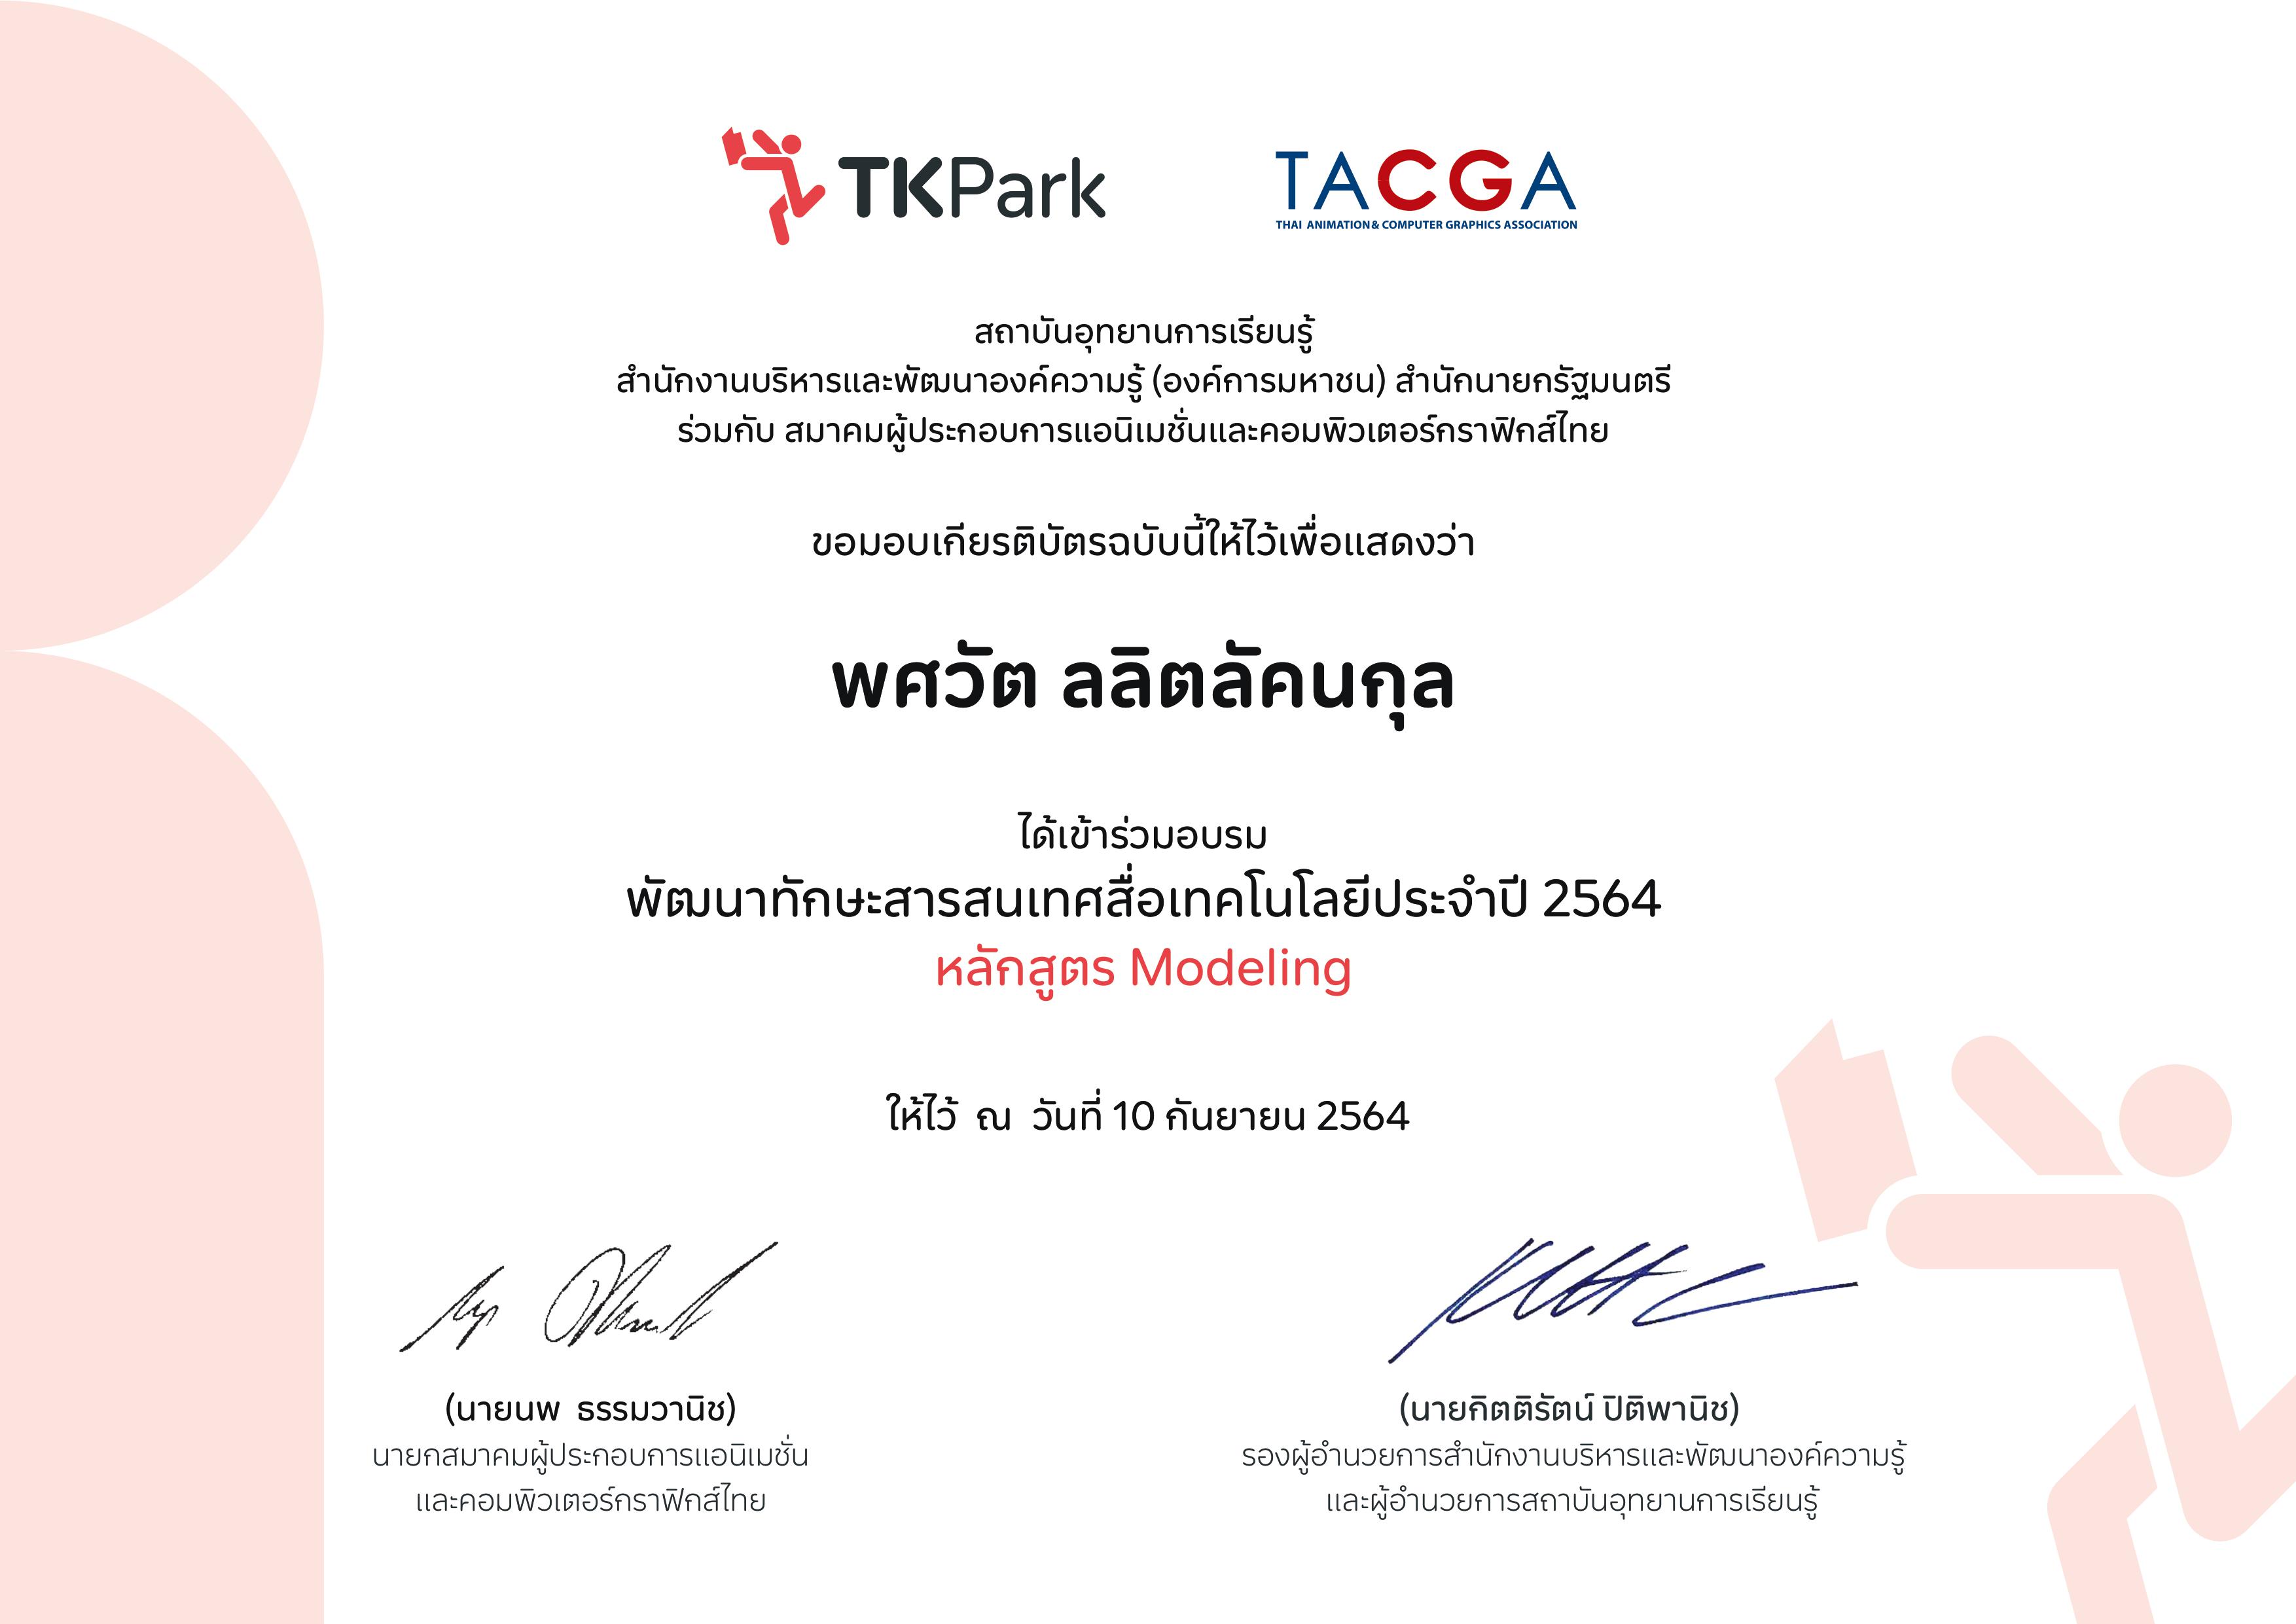 TKPark
TACGA
THAI ANIMATION & COMPUTER GRAPHICS ASSOCIATION
สถาบันอุทยานการเรียนรู้
สำนักงานบริหารและพัฒนาองค์ความรู้ (องค์การมหาชน) สำนักนายกรัฐมนตรี
ร่วมกับ สมาคมผู้ประกอบการแอนิเมชั่นและคอมพิวเตอร์กราฟิกส์ไทย
ขอมอบเกียรติบัตรฉบับนี้ให้ไว้เพื่อแสดงว่า
พศวัต ลลิตลัคนกุล
ได้เข้าร่วมอบรม
พัฒนาทักษะสารสนเทศสื่อเทคโนโลยีประจำปี 2564
หลักสูตร Modeling
ให้ไว้ ณ วันที่ 10 กันยายน 2564
(นายนพ ธรรมวานิช)
นายกสมาคมผู้ประกอบการแอนิเมชั่น
และคอมพิวเตอร์กราฟิกส์ไทย
(นายกิตติรัตน์ ปิติพานิช)
รองผู้อำนวยการสำนักงานบริหารและพัฒนาองค์ความรู้
และผู้อำนวยการสถาบันอุทยานการเรียนรู้